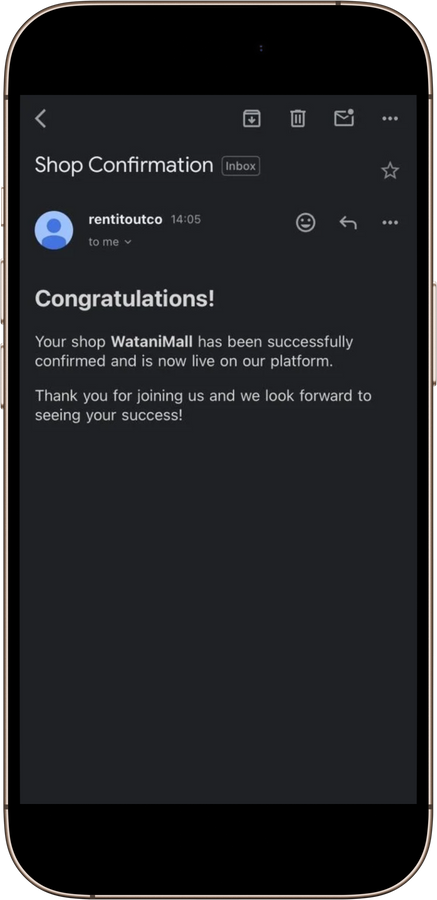 Shop Confirmation Inbox
rentitoutco 14:05
to me
Congratulations!
Your shop WataniMall has been successfully
confirmed and is now live on our platform.
Thank you for joining us and we look forward to
seeing your success!